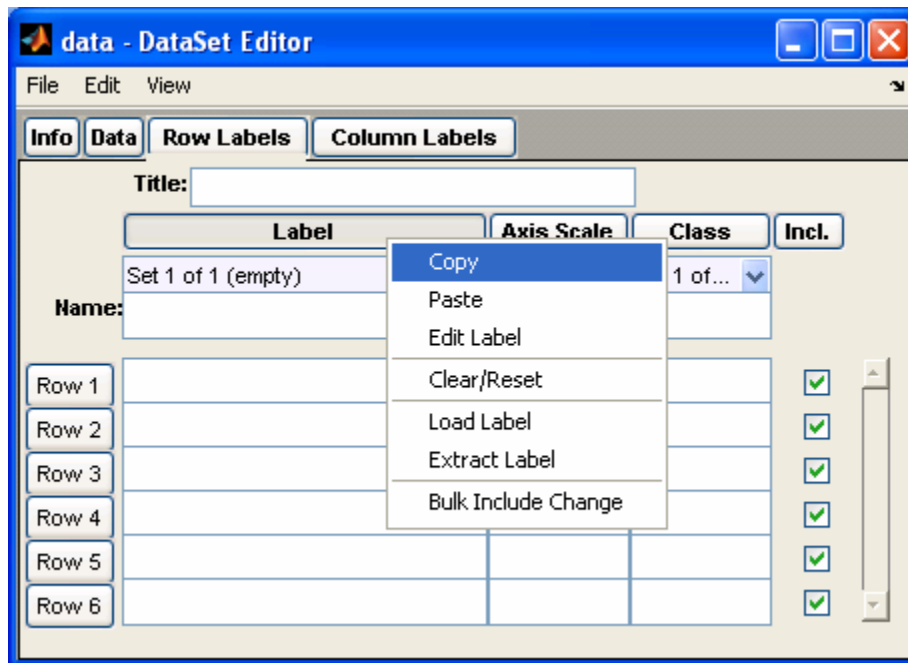 data - DataSet Editor
File Edit View
Info Data Row Labels Column Labels
Title:
Label Axis Scale Class Incl.
Set 1 of 1 (empty) 1 of...
Name:
Copy
Paste
Edit Label
Clear/Reset
Load Label
Extract Label
Bulk Include Change
Row 1
Row 2
Row 3
Row 4
Row 5
Row 6